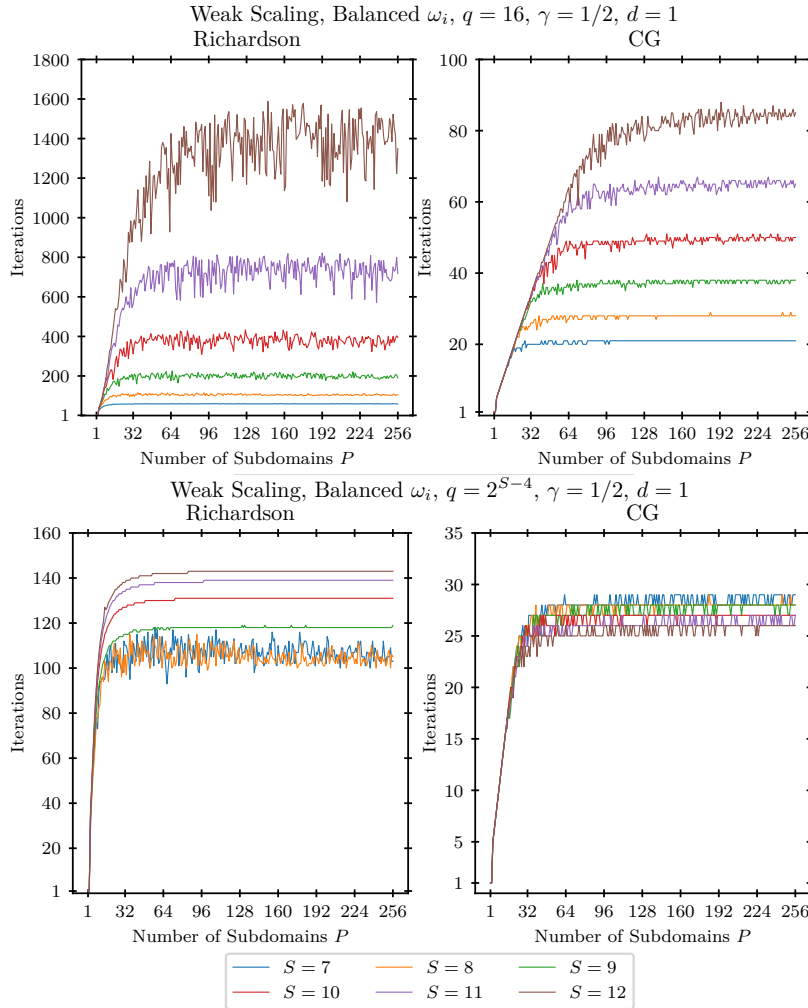 Weak Scaling, Balanced ω_i, q = 16, γ = 1/2, d = 1
Richardson
CG
1800
1600
1400
1200
1000
800
600
400
200
1
Iterations
1 32 64 96 128 160 192 224 256
Number of Subdomains P
100
80
60
40
20
1
Iterations
1 32 64 96 128 160 192 224 256
Number of Subdomains P
Weak Scaling, Balanced ω_i, q = 2^{S−4}, γ = 1/2, d = 1
Richardson
CG
160
140
120
100
80
60
40
20
1
Iterations
1 32 64 96 128 160 192 224 256
Number of Subdomains P
35
30
25
20
15
10
5
1
Iterations
1 32 64 96 128 160 192 224 256
Number of Subdomains P
S = 7 S = 8 S = 9
S = 10 S = 11 S = 12